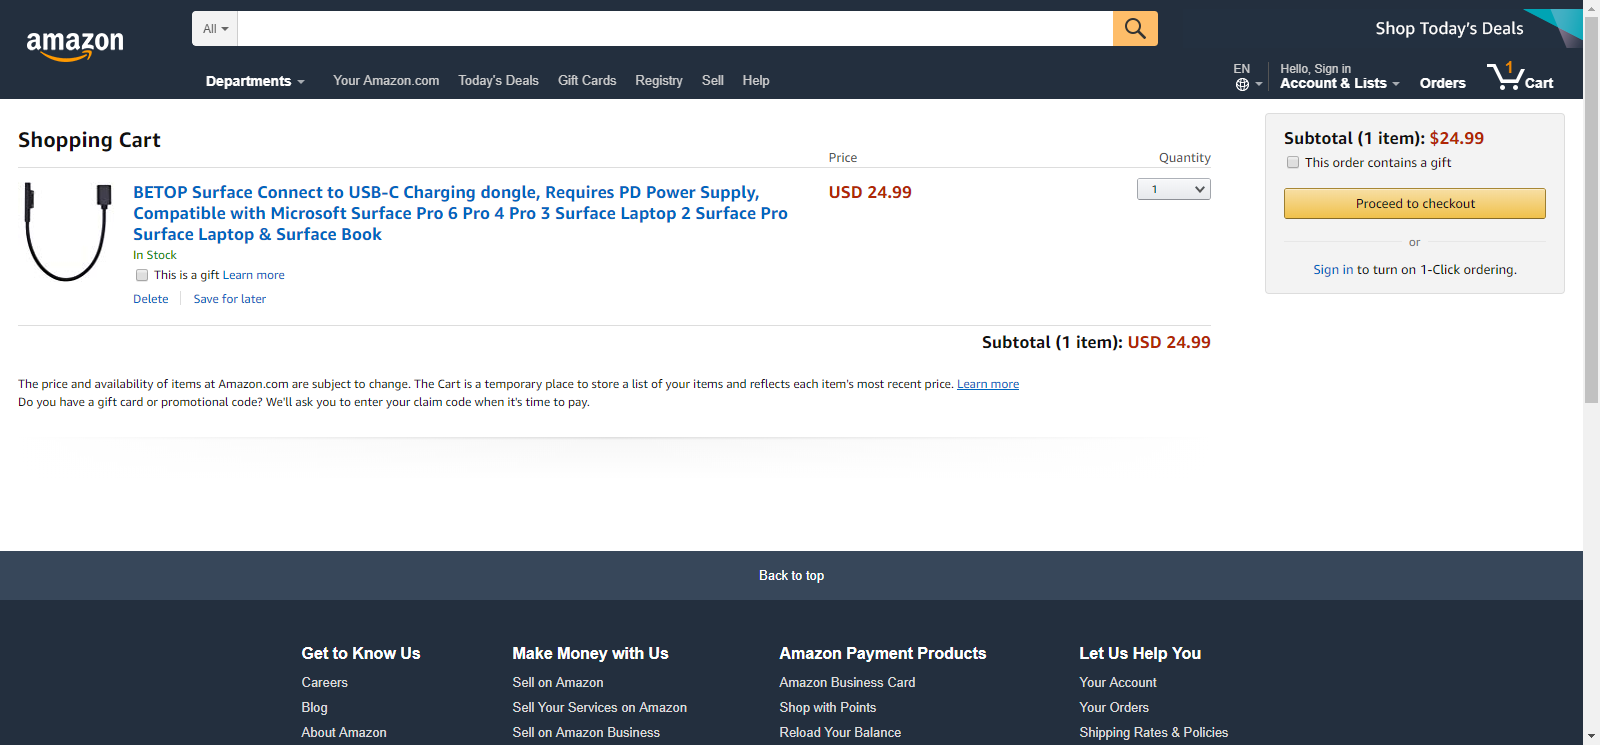 amazon
All
Shop Today's Deals
Departments
Your Amazon.com
Today's Deals
Gift Cards
Registry
Sell
Help
EN
Hello, Sign in
Account & Lists
Orders
1
Cart
Shopping Cart
Price
Quantity
BETOP Surface Connect to USB-C Charging dongle, Requires PD Power Supply,
Compatible with Microsoft Surface Pro 6 Pro 4 Pro 3 Surface Laptop 2 Surface Pro
Surface Laptop & Surface Book
USD 24.99
1
In Stock
This is a gift Learn more
Delete
Save for later
Subtotal (1 item): USD 24.99
Subtotal (1 item): $24.99
This order contains a gift
Proceed to checkout
or
Sign in to turn on 1-Click ordering.
The price and availability of items at Amazon.com are subject to change. The Cart is a temporary place to store a list of your items and reflects each item's most recent price. Learn more
Do you have a gift card or promotional code? We'll ask you to enter your claim code when it's time to pay.
Back to top
Get to Know Us
Careers
Blog
About Amazon
Make Money with Us
Sell on Amazon
Sell Your Services on Amazon
Sell on Amazon Business
Amazon Payment Products
Amazon Business Card
Shop with Points
Reload Your Balance
Let Us Help You
Your Account
Your Orders
Shipping Rates & Policies